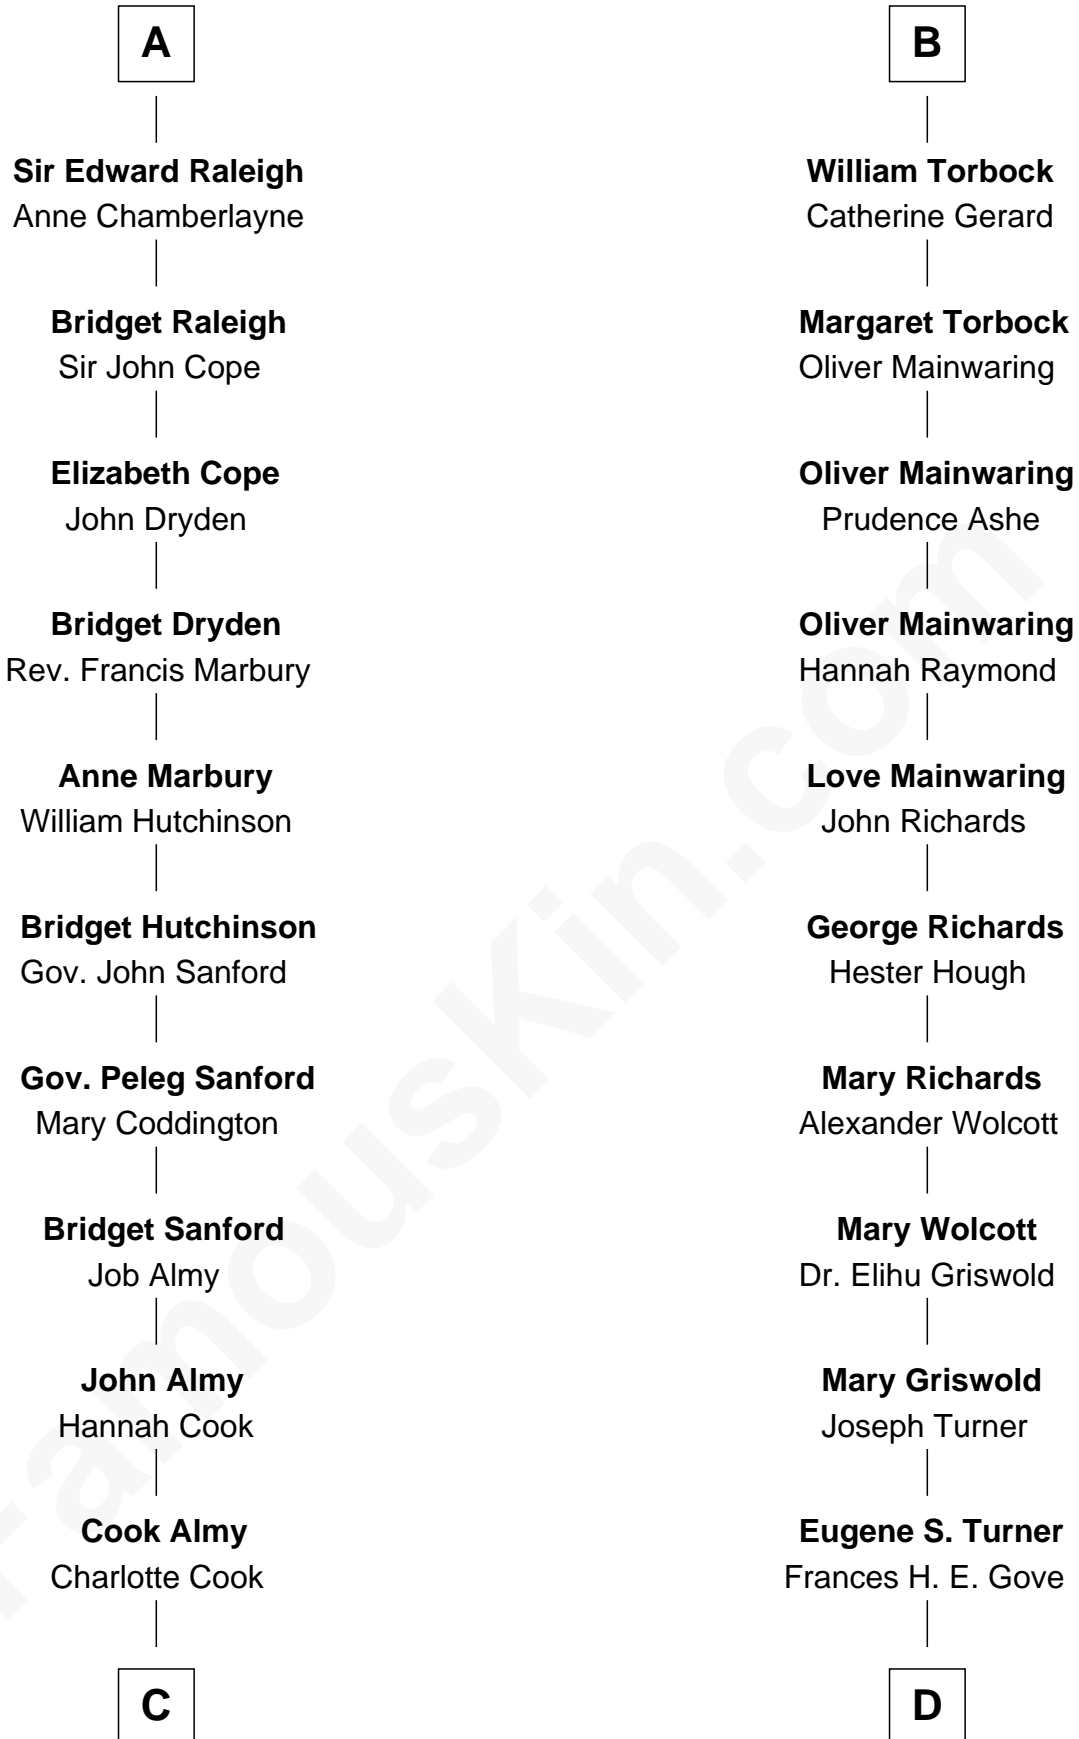 A
Sir Edward Raleigh
Anne Chamberlayne
Bridget Raleigh
Sir John Cope
Elizabeth Cope
John Dryden
Bridget Dryden
Rev. Francis Marbury
Anne Marbury
William Hutchinson
Bridget Hutchinson
Gov. John Sanford
Gov. Peleg Sanford
Mary Coddington
Bridget Sanford
Job Almy
John Almy
Hannah Cook
Cook Almy
Charlotte Cook
C
B
William Torbock
Catherine Gerard
Margaret Torbock
Oliver Mainwaring
Oliver Mainwaring
Prudence Ashe
Oliver Mainwaring
Hannah Raymond
Love Mainwaring
John Richards
George Richards
Hester Hough
Mary Richards
Alexander Wolcott
Mary Wolcott
Dr. Elihu Griswold
Mary Griswold
Joseph Turner
Eugene S. Turner
Frances H. E. Gove
D
FamousKin.com